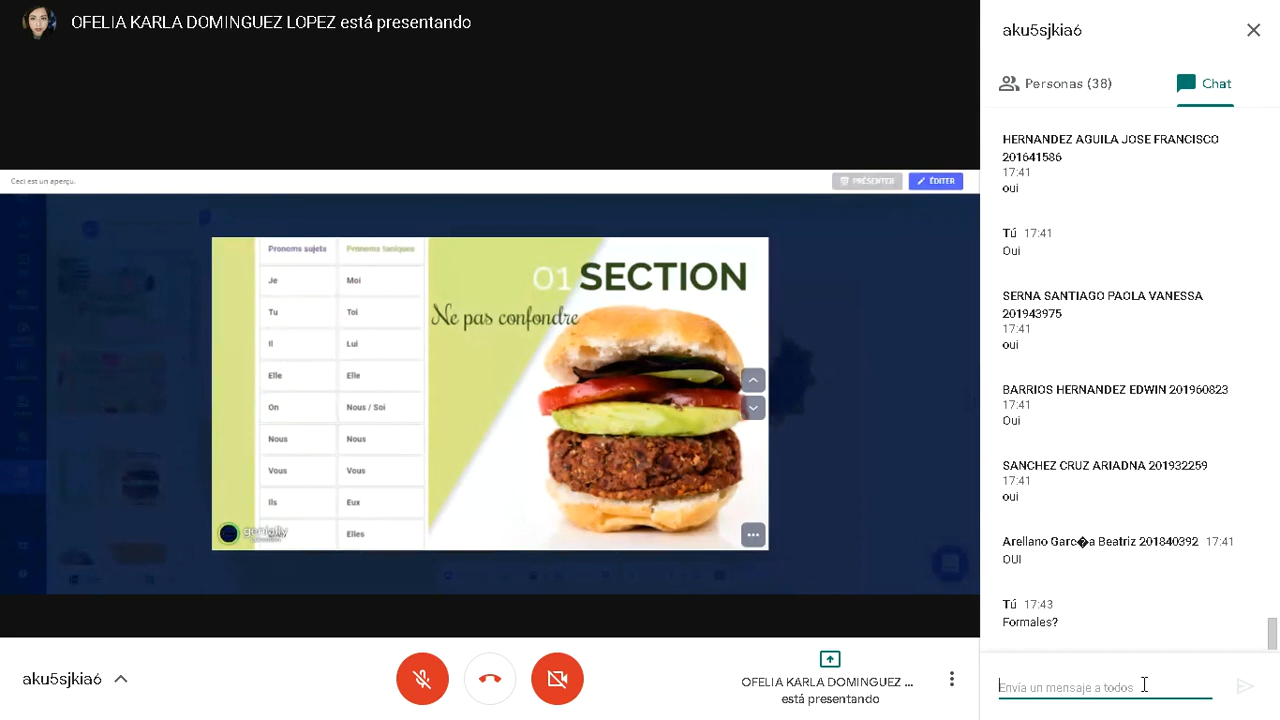 OFELIA KARLA DOMINGUEZ LOPEZ está presentando
Ceci est un aperçu.
PRÉSENTER
ÉDITER
Pronoms sujets Pronoms toniques
Je Moi
Tu Toi
Il Lui
Elle Elle
On Nous / Soi
Nous Nous
Vous Vous
Ils Eux
Elles
genially
01 SECTION
Ne pas confondre
aku5sjkia6
OFELIA KARLA DOMINGUEZ ...
está presentando
aku5sjkia6
Personas (38)
Chat
HERNANDEZ AGUILA JOSE FRANCISCO
201641586
17:41
oui
Tú 17:41
Oui
SERNA SANTIAGO PAOLA VANESSA
201943975
17:41
oui
BARRIOS HERNANDEZ EDWIN 201960823
17:41
Oui
SANCHEZ CRUZ ARIADNA 201932259
17:41
oui
Arellano Garc�a Beatriz 201840392 17:41
OUI
Tú 17:43
Formales?
Envía un mensaje a todos